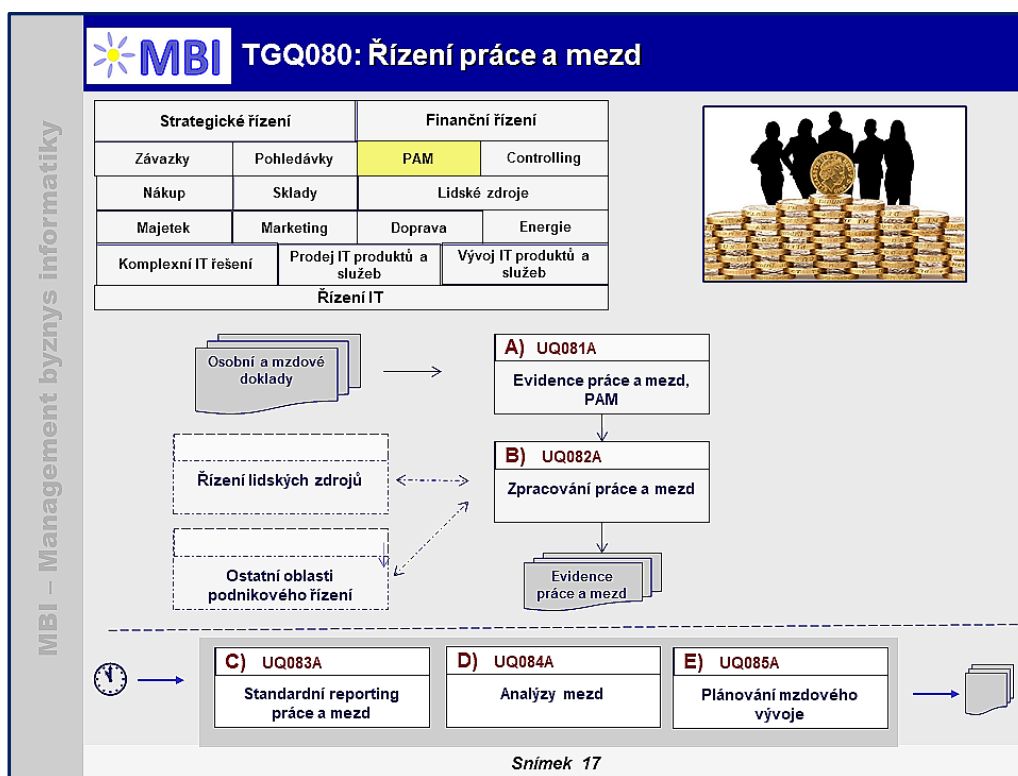 MBI – Management byznys informatiky
MBI
TGQ080: Řízení práce a mezd
Strategické řízení
Finanční řízení
Závazky
Pohledávky
PAM
Controlling
Nákup
Sklady
Lidské zdroje
Majetek
Marketing
Doprava
Energie
Komplexní IT řešení
Prodej IT produktů a
služeb
Vývoj IT produktů a
služeb
Řízení IT
Osobní a mzdové
doklady
A) UQ081A
Evidence práce a mezd,
PAM
Řízení lidských zdrojů
B) UQ082A
Zpracování práce a mezd
Ostatní oblasti
podnikového řízení
Evidence
práce a mezd
C) UQ083A
Standardní reporting
práce a mezd
D) UQ084A
Analýzy mezd
E) UQ085A
Plánování mzdového
vývoje
Snímek 17